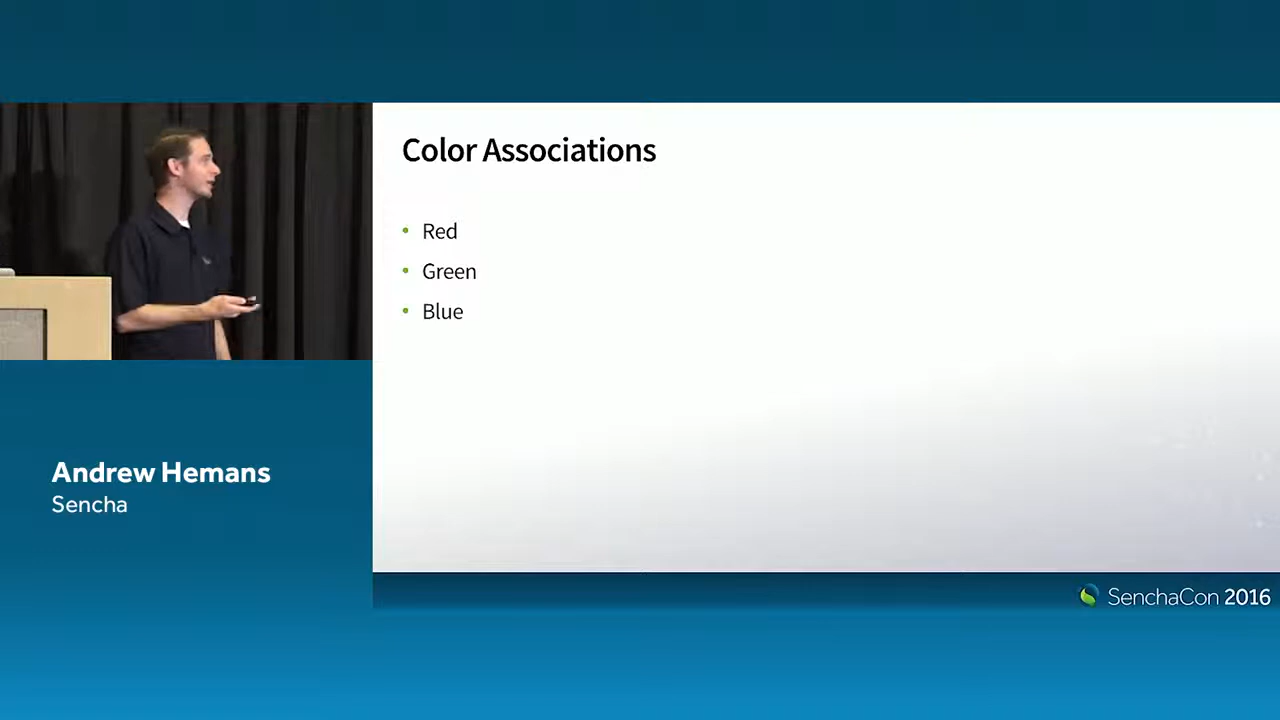 Color Associations
• Red
• Green
• Blue
Andrew Hemans
Sencha
SenchaCon 2016